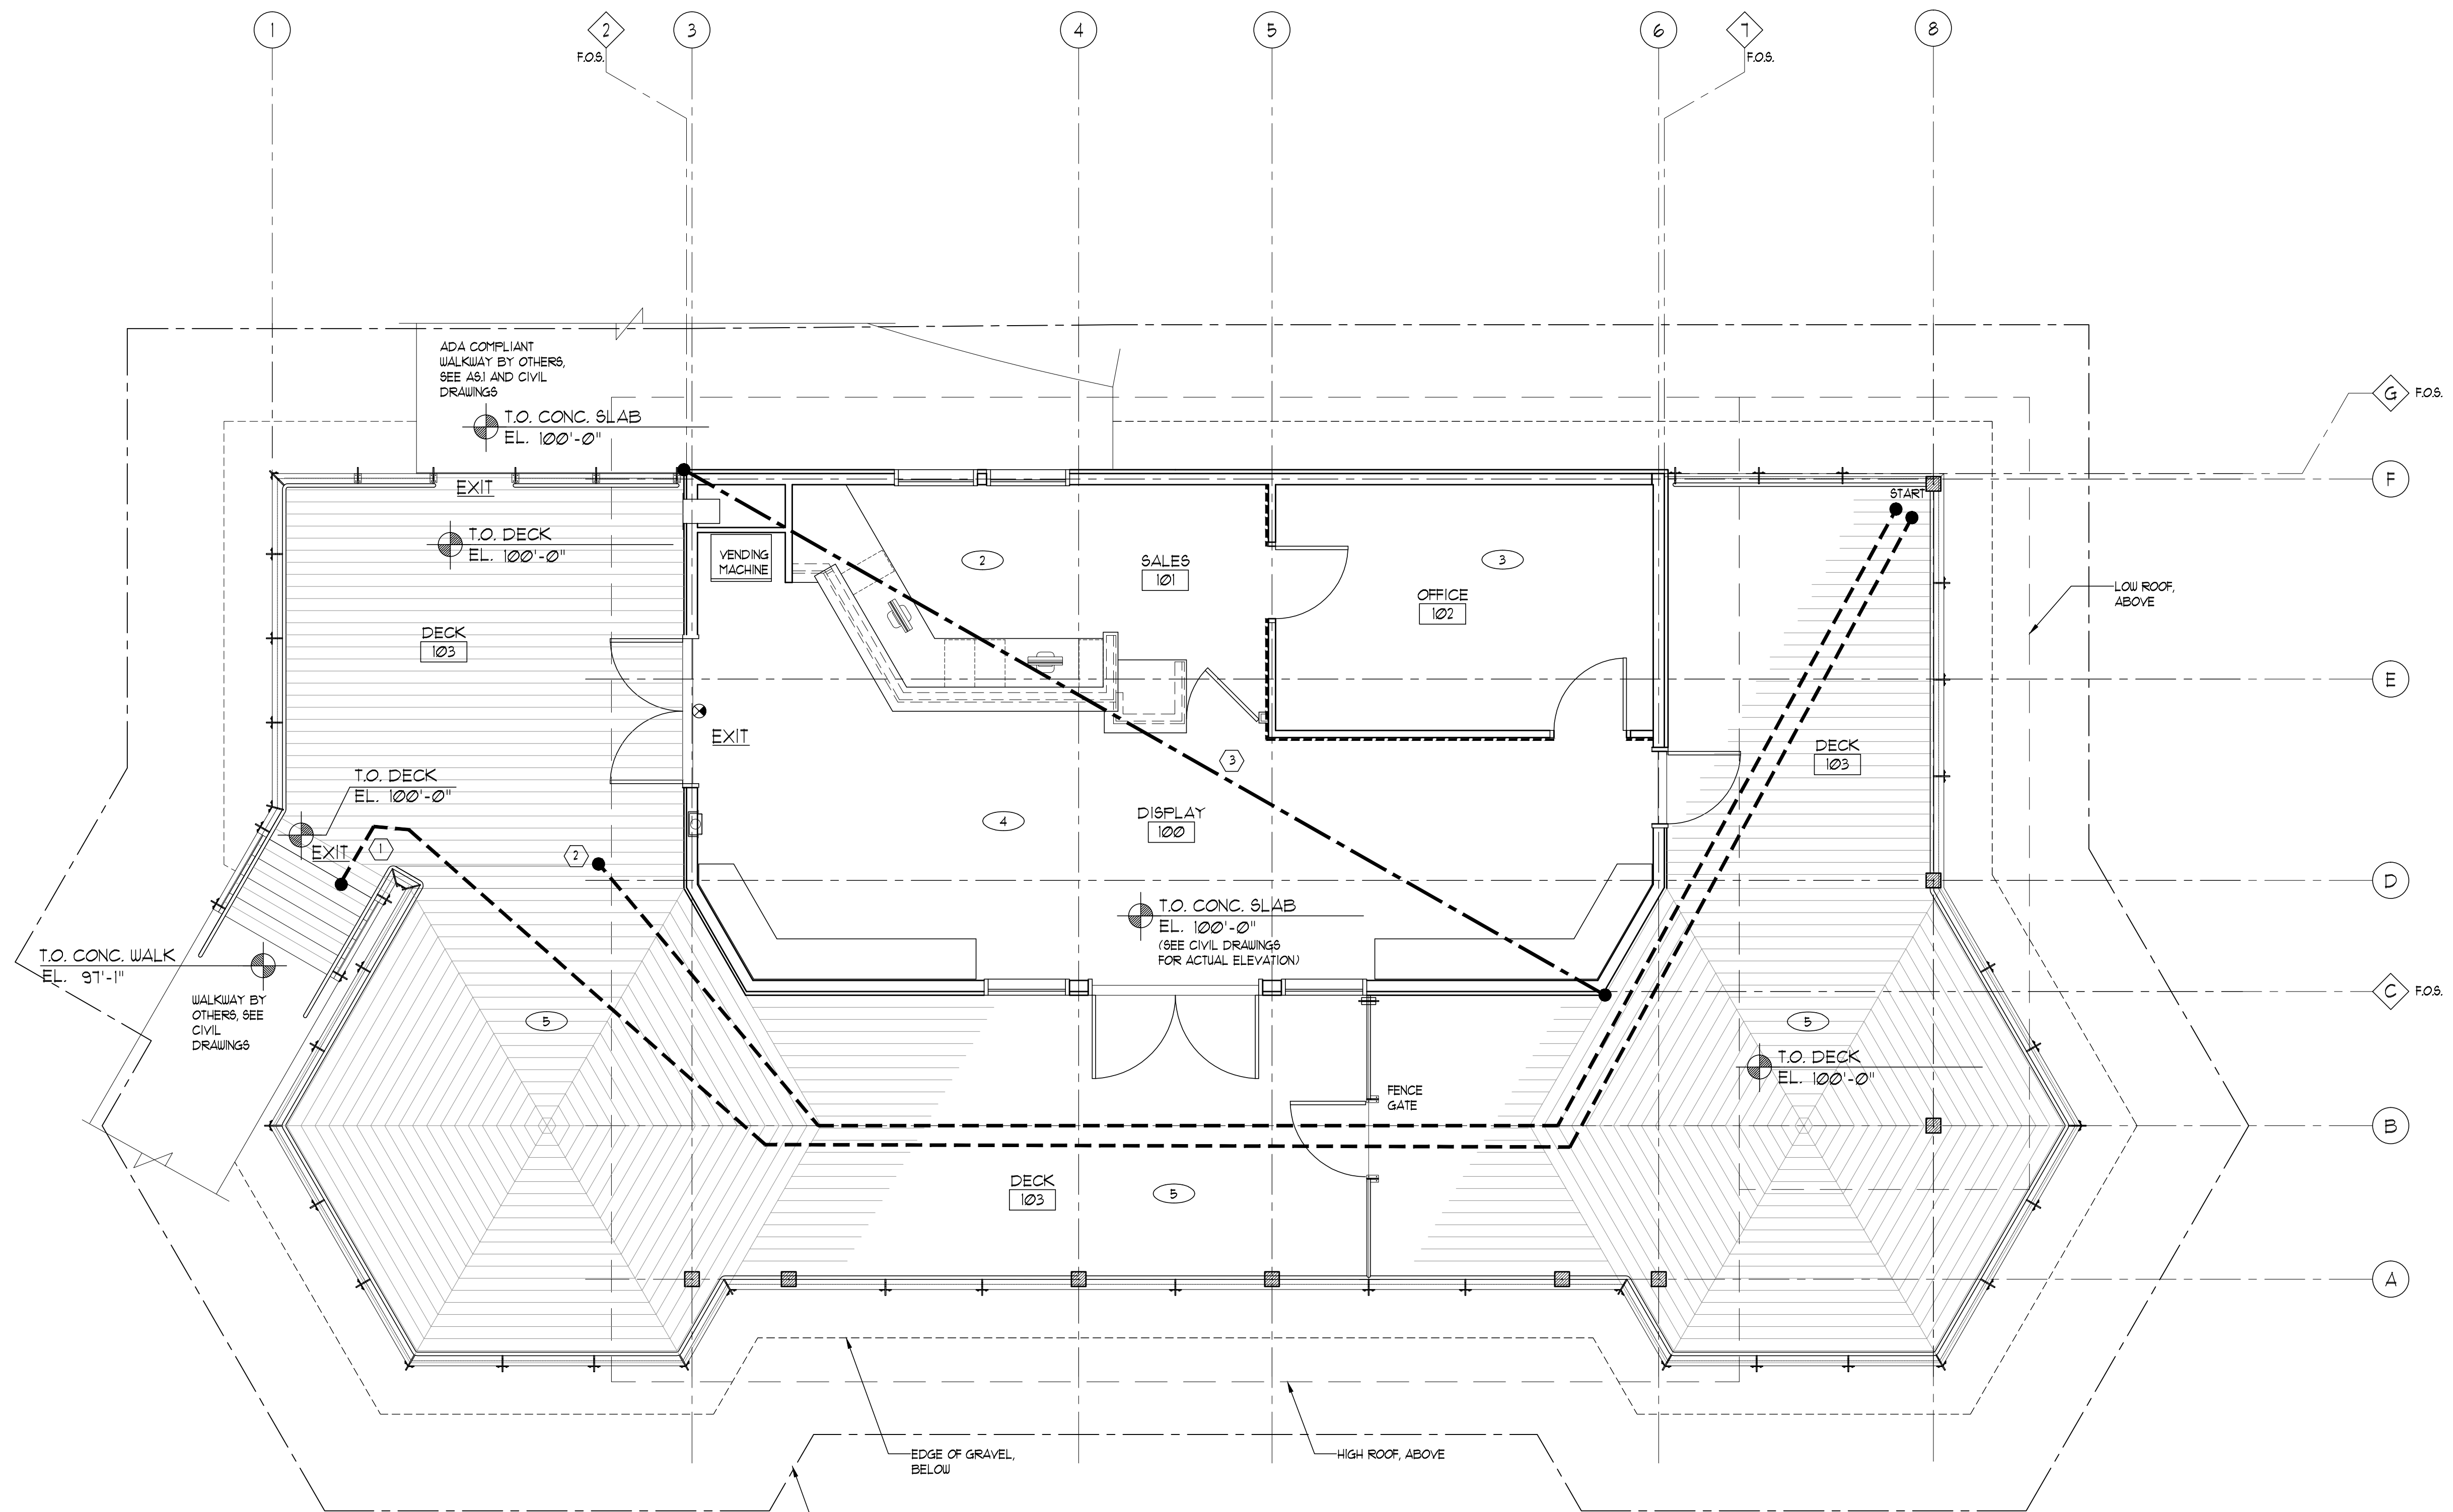 1
2
3
4
5
6
7
8
F.O.S.
F.O.S.
ADA COMPLIANT
WALKWAY BY OTHERS,
SEE AS.1 AND CIVIL
DRAWINGS
G
F.O.S.
T.O. CONC. SLAB
EL. 100'-0"
EXIT
F
START
T.O. DECK
EL. 100'-0"
VENDING
MACHINE
2
SALES
101
3
OFFICE
102
LOW ROOF,
ABOVE
DECK
103
E
EXIT
3
DECK
103
T.O. DECK
EL. 100'-0"
4
DISPLAY
100
EXIT
1
2
D
T.O. CONC. SLAB
EL. 100'-0"
(SEE CIVIL DRAWINGS
FOR ACTUAL ELEVATION)
T.O. CONC. WALK
EL. 97'-1"
C
F.O.S.
WALKWAY BY
OTHERS, SEE
CIVIL
DRAWINGS
5
5
T.O. DECK
EL. 100'-0"
FENCE
GATE
B
DECK
103
5
A
EDGE OF GRAVEL,
BELOW
HIGH ROOF, ABOVE